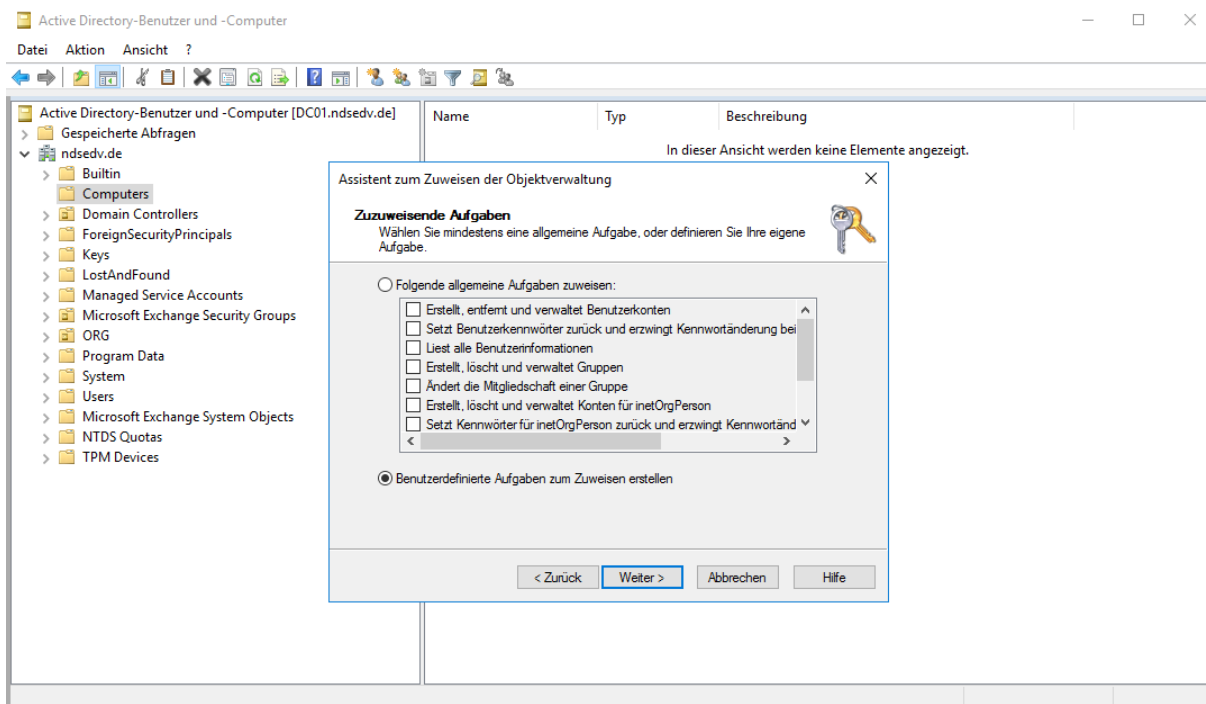 Active Directory-Benutzer und -Computer
Datei Aktion Ansicht ?
Active Directory-Benutzer und -Computer [DC01.ndsedv.de]
Gespeicherte Abfragen
ndsedv.de
Builtin
Computers
Domain Controllers
ForeignSecurityPrincipals
Keys
LostAndFound
Managed Service Accounts
Microsoft Exchange Security Groups
ORG
Program Data
System
Users
Microsoft Exchange System Objects
NTDS Quotas
TPM Devices
Name Typ Beschreibung
In dieser Ansicht werden keine Elemente angezeigt.
Assistent zum Zuweisen der Objektverwaltung
Zuzuweisende Aufgaben
Wählen Sie mindestens eine allgemeine Aufgabe, oder definieren Sie Ihre eigene
Aufgabe.
Folgende allgemeine Aufgaben zuweisen:
Erstellt, entfernt und verwaltet Benutzerkonten
Setzt Benutzerkennwörter zurück und erzwingt Kennwortänderung bei
Liest alle Benutzerinformationen
Erstellt, löscht und verwaltet Gruppen
Ändert die Mitgliedschaft einer Gruppe
Erstellt, löscht und verwaltet Konten für inetOrgPerson
Setzt Kennwörter für inetOrgPerson zurück und erzwingt Kennwortänd
Benutzerdefinierte Aufgaben zum Zuweisen erstellen
< Zurück Weiter > Abbrechen Hilfe